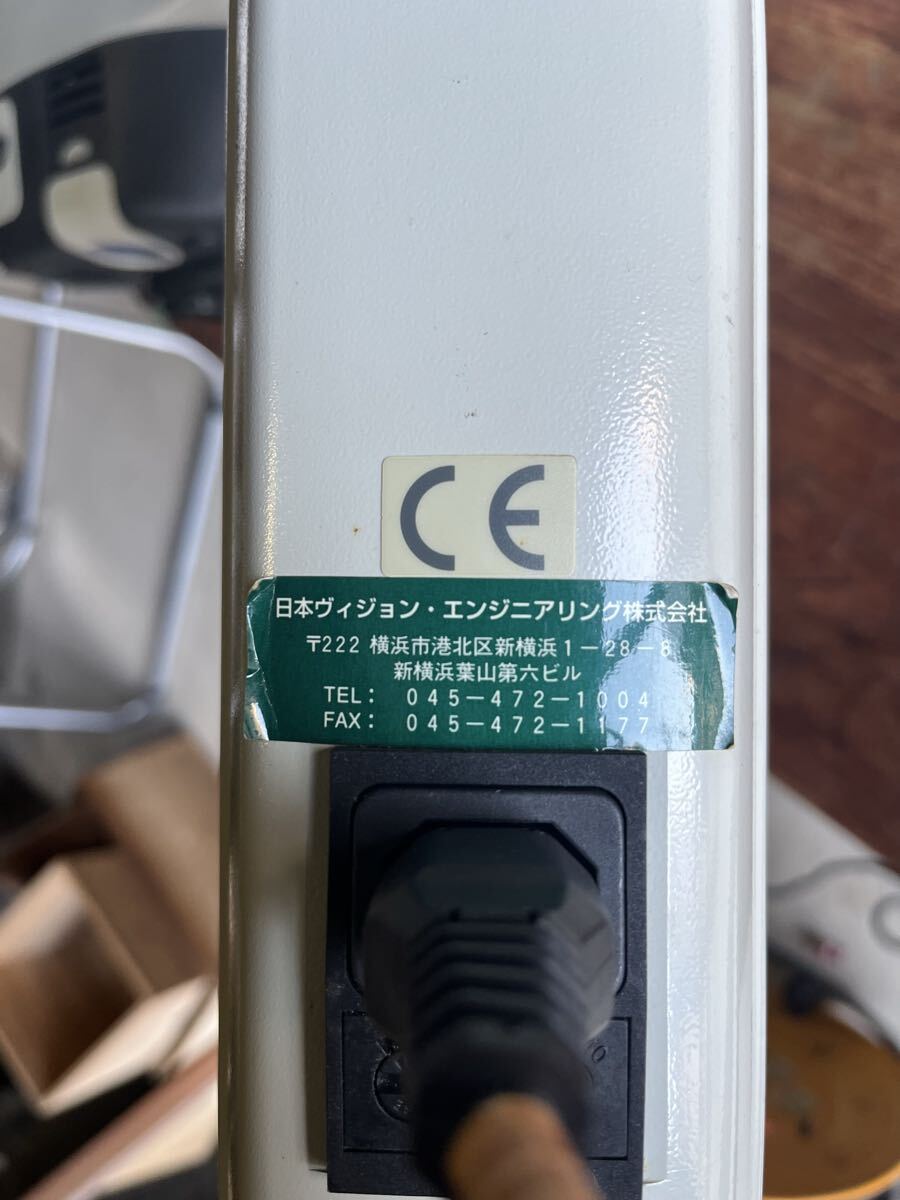 CE
日本ヴィジョン・エンジニアリング株式会社
〒222 横浜市港北区新横浜1－28－8
新横浜葉山第六ビル
TEL： 045－472－1004
FAX： 045－472－1177